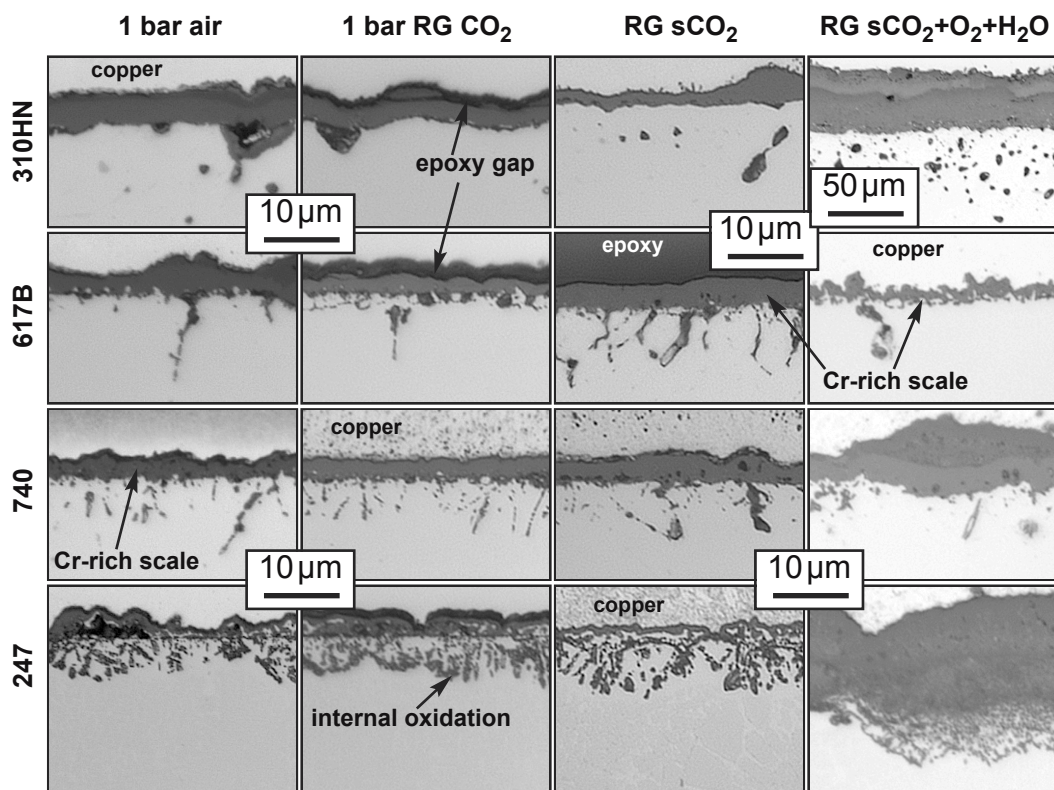 1 bar air
1 bar RG CO₂
RG sCO₂
RG sCO₂+O₂+H₂O
310HN
copper
epoxy gap
10 μm
50 μm
10 μm
617B
epoxy
copper
Cr-rich scale
740
copper
Cr-rich scale
10 μm
10 μm
247
copper
internal oxidation